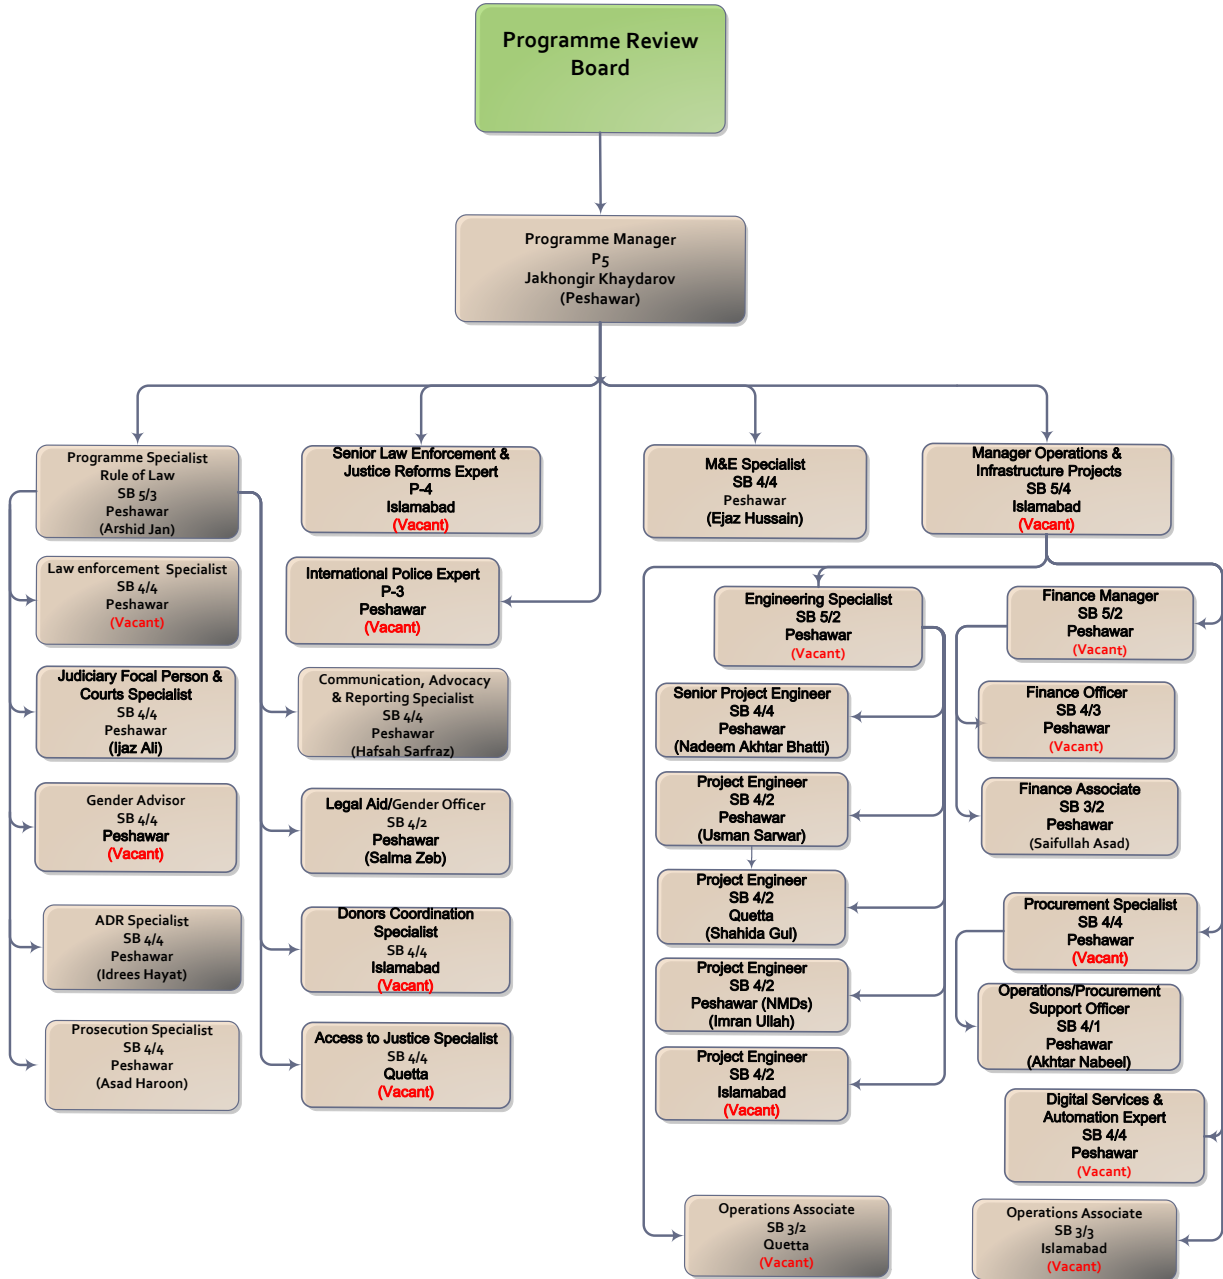 Programme Review
Board
Programme Manager
P5
Jakhongir Khaydarov
(Peshawar)
Programme Specialist
Rule of Law
SB 5/3
Peshawar
(Arshid Jan)
Senior Law Enforcement &
Justice Reforms Expert
P-4
Islamabad
(Vacant)
M&E Specialist
SB 4/4
Peshawar
(Ejaz Hussain)
Manager Operations &
Infrastructure Projects
SB 5/4
Islamabad
(Vacant)
Law enforcement Specialist
SB 4/4
Peshawar
(Vacant)
International Police Expert
P-3
Peshawar
(Vacant)
Engineering Specialist
SB 5/2
Peshawar
(Vacant)
Finance Manager
SB 5/2
Peshawar
(Vacant)
Judiciary Focal Person &
Courts Specialist
SB 4/4
Peshawar
(Ijaz Ali)
Communication, Advocacy
& Reporting Specialist
SB 4/4
Peshawar
(Hafsah Sarfraz)
Senior Project Engineer
SB 4/4
Peshawar
(Nadeem Akhtar Bhatti)
Finance Officer
SB 4/3
Peshawar
(Vacant)
Gender Advisor
SB 4/4
Peshawar
(Vacant)
Legal Aid/Gender Officer
SB 4/2
Peshawar
(Salma Zeb)
Project Engineer
SB 4/2
Peshawar
(Usman Sarwar)
Finance Associate
SB 3/2
Peshawar
(Saifullah Asad)
Project Engineer
SB 4/2
Quetta
(Shahida Gul)
ADR Specialist
SB 4/4
Peshawar
(Idrees Hayat)
Donors Coordination
Specialist
SB 4/4
Islamabad
(Vacant)
Procurement Specialist
SB 4/4
Peshawar
(Vacant)
Project Engineer
SB 4/2
Peshawar (NMDs)
(Imran Ullah)
Operations/Procurement
Support Officer
SB 4/1
Peshawar
(Akhtar Nabeel)
Prosecution Specialist
SB 4/4
Peshawar
(Asad Haroon)
Access to Justice Specialist
SB 4/4
Quetta
(Vacant)
Project Engineer
SB 4/2
Islamabad
(Vacant)
Digital Services &
Automation Expert
SB 4/4
Peshawar
(Vacant)
Operations Associate
SB 3/2
Quetta
(Vacant)
Operations Associate
SB 3/3
Islamabad
(Vacant)